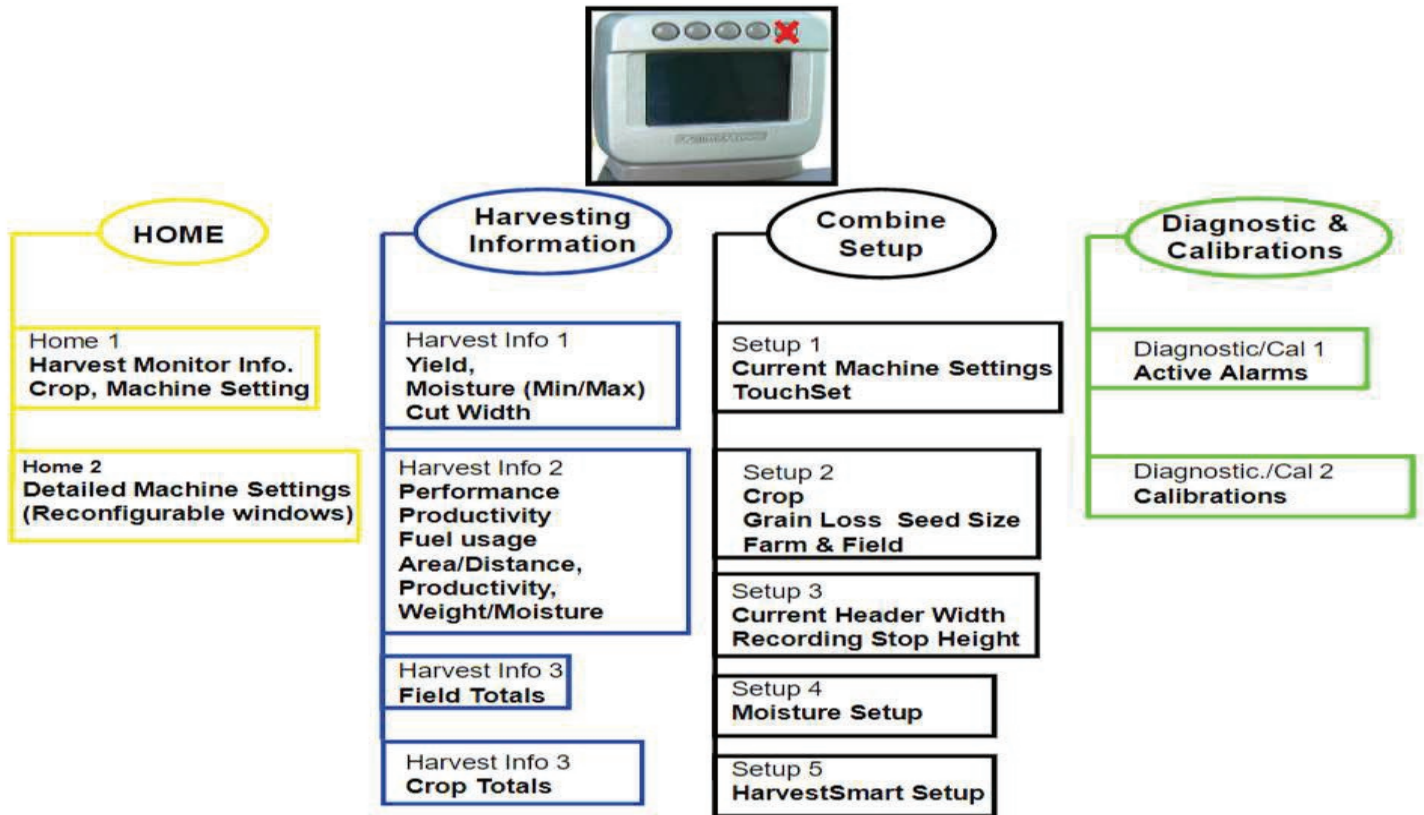 HOME
Home 1
Harvest Monitor Info.
Crop, Machine Setting
Home 2
Detailed Machine Settings
(Reconfigurable windows)
Harvesting
Information
Harvest Info 1
Yield,
Moisture (Min/Max)
Cut Width
Harvest Info 2
Performance
Productivity
Fuel usage
Area/Distance,
Productivity,
Weight/Moisture
Harvest Info 3
Field Totals
Harvest Info 3
Crop Totals
Combine
Setup
Setup 1
Current Machine Settings
TouchSet
Setup 2
Crop
Grain Loss Seed Size
Farm & Field
Setup 3
Current Header Width
Recording Stop Height
Setup 4
Moisture Setup
Setup 5
HarvestSmart Setup
Diagnostic &
Calibrations
Diagnostic/Cal 1
Active Alarms
Diagnostic./Cal 2
Calibrations